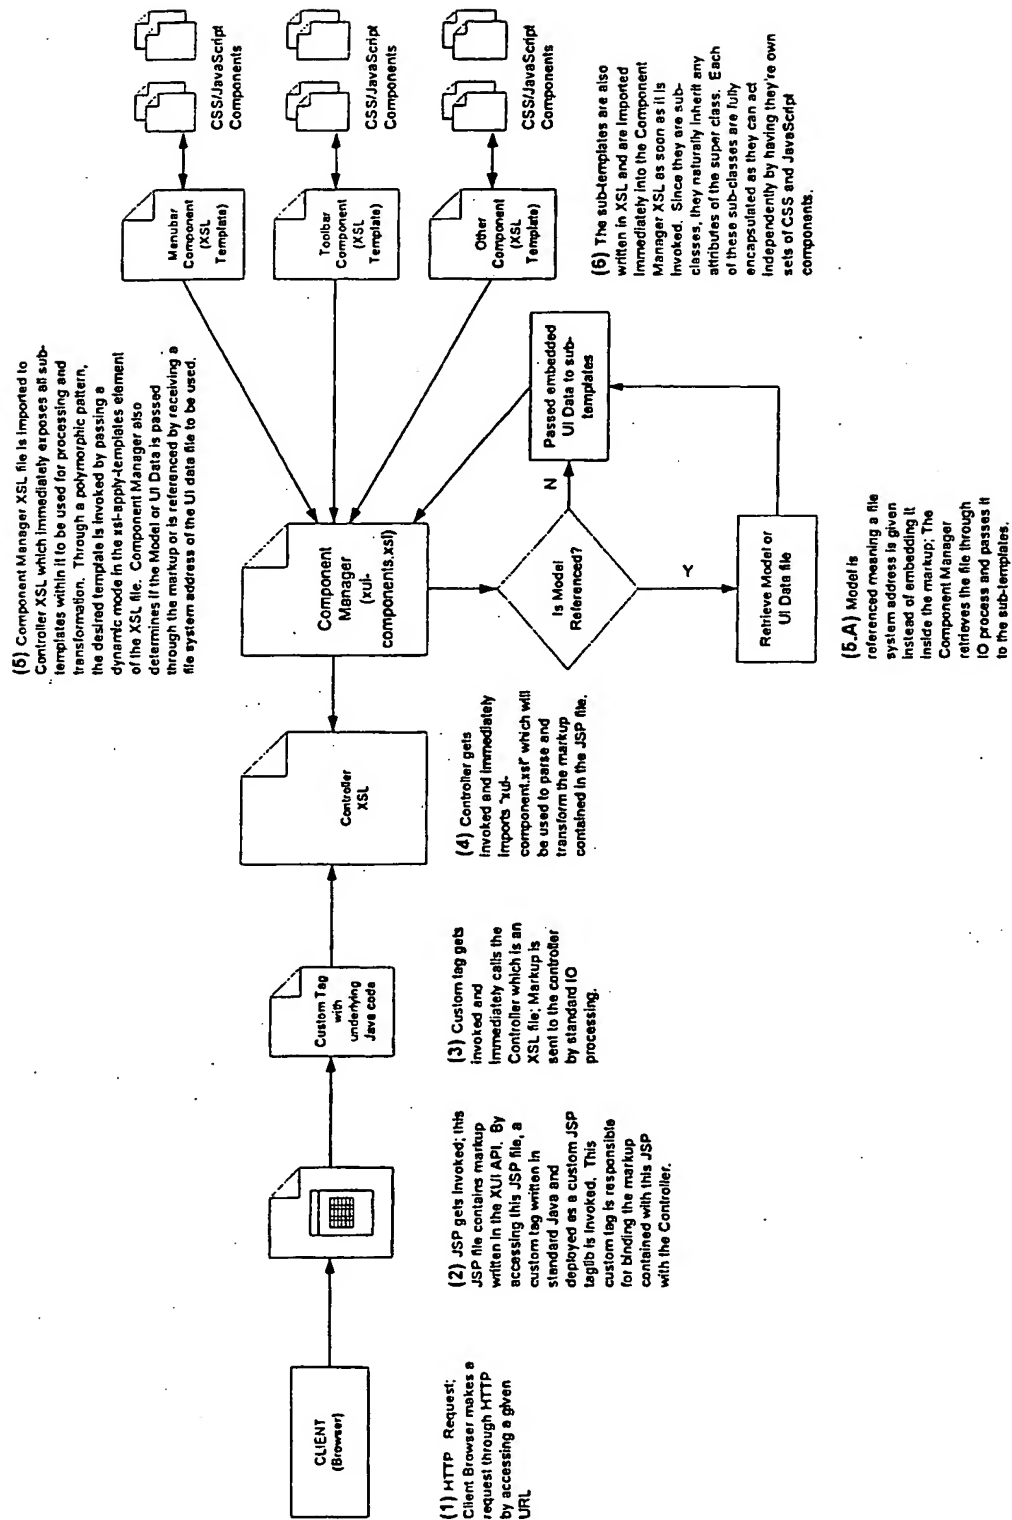 CLIENT
(Browser)
(1) HTTP Request;
Client Browser makes a
request through HTTP
by accessing a given
URL
(2) JSP gets invoked; this
JSP file contains markup
written in the XUI API. By
accessing this JSP file, a
custom tag written in
standard Java and
deployed as a custom JSP
taglib is invoked. This
custom tag is responsible
for binding the markup
contained with this JSP
with the Controller.
Custom Tag
with
underlying
Java code
(3) Custom tag gets
invoked and
immediately calls the
Controller which is an
XSL file; Markup is
sent to the controller
by standard IO
processing.
Controller
XSL
(4) Controller gets
invoked and immediately
imports "xui-
component.xsl" which will
be used to parse and
transform the markup
contained in the JSP file.
(5) Component Manager XSL file is imported to
Controller XSL which immediately exposes all sub-
templates within it to be used for processing and
transformation. Through a polymorphic pattern,
the desired template is invoked by passing a
dynamic mode in the xsl-apply-templates element
of the XSL file. Component Manager also
determines if the Model or UI Data is passed
through the markup or is referenced by receiving a
file system address of the UI data file to be used.
Component
Manager
(xui-
components.xsl)
Is Model
Referenced?
N
Y
Passed embedded
UI Data to sub-
templates
Retrieve Model or
UI Data file
(5.A) Model is
referenced meaning a file
system address is given
instead of embedding it
inside the markup; The
Component Manager
retrieves the file through
IO process and passes it
to the sub-templates.
Menubar
Component
(XSL
Template)
CSS/JavaScript
Components
Toolbar
Component
(XSL
Template)
CSS/JavaScript
Components
Other
Component
(XSL
Template)
CSS/JavaScript
Components
(6) The sub-templates are also
written in XSL and are imported
immediately into the Component
Manager XSL as soon as it is
invoked. Since they are sub-
classes, they naturally inherit any
attributes of the super class. Each
of these sub-classes are fully
encapsulated as they can act
independently by having they're own
sets of CSS and JavaScript
components.